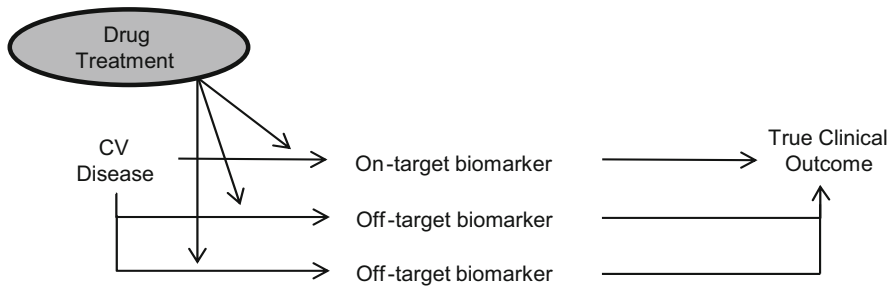 Drug
Treatment
CV
Disease
On-target biomarker
True Clinical
Outcome
Off-target biomarker
Off-target biomarker